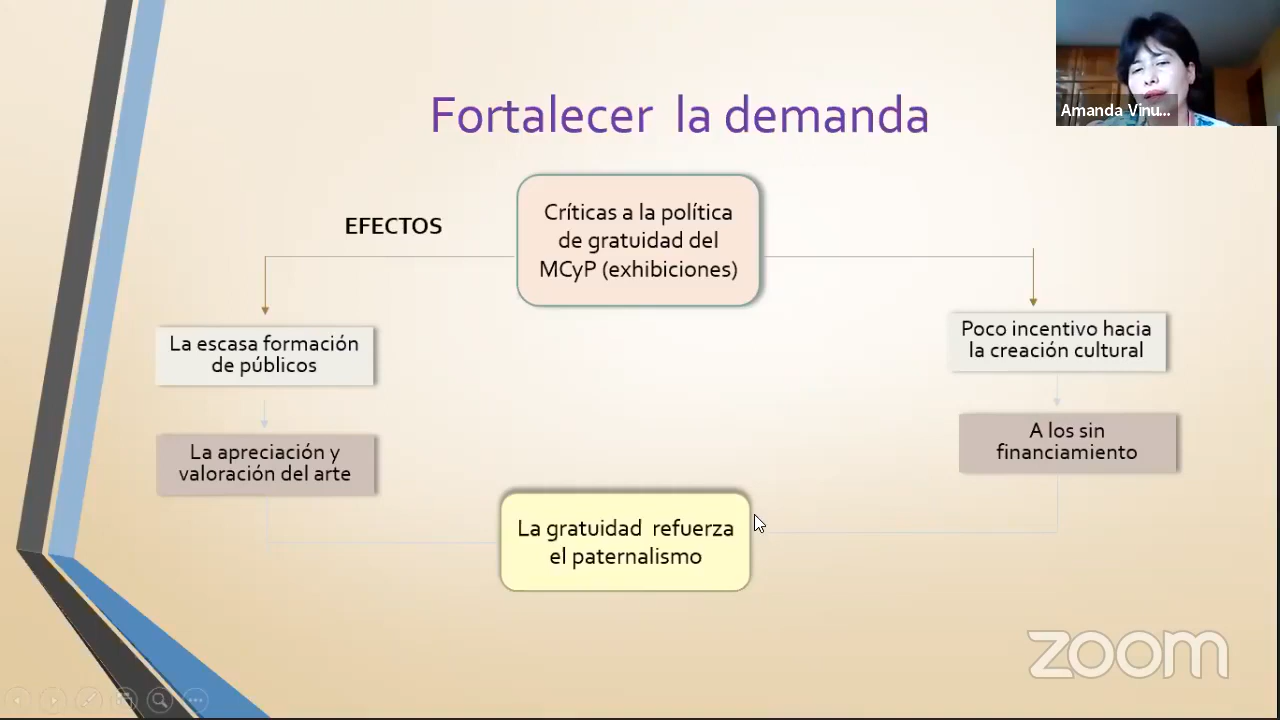 Amanda Vinu...
Fortalecer la demanda
EFECTOS
Críticas a la política
de gratuidad del
MCyP (exhibiciones)
La escasa formación
de públicos
Poco incentivo hacia
la creación cultural
La apreciación y
valoración del arte
A los sin
financiamiento
La gratuidad refuerza
el paternalismo
zoom